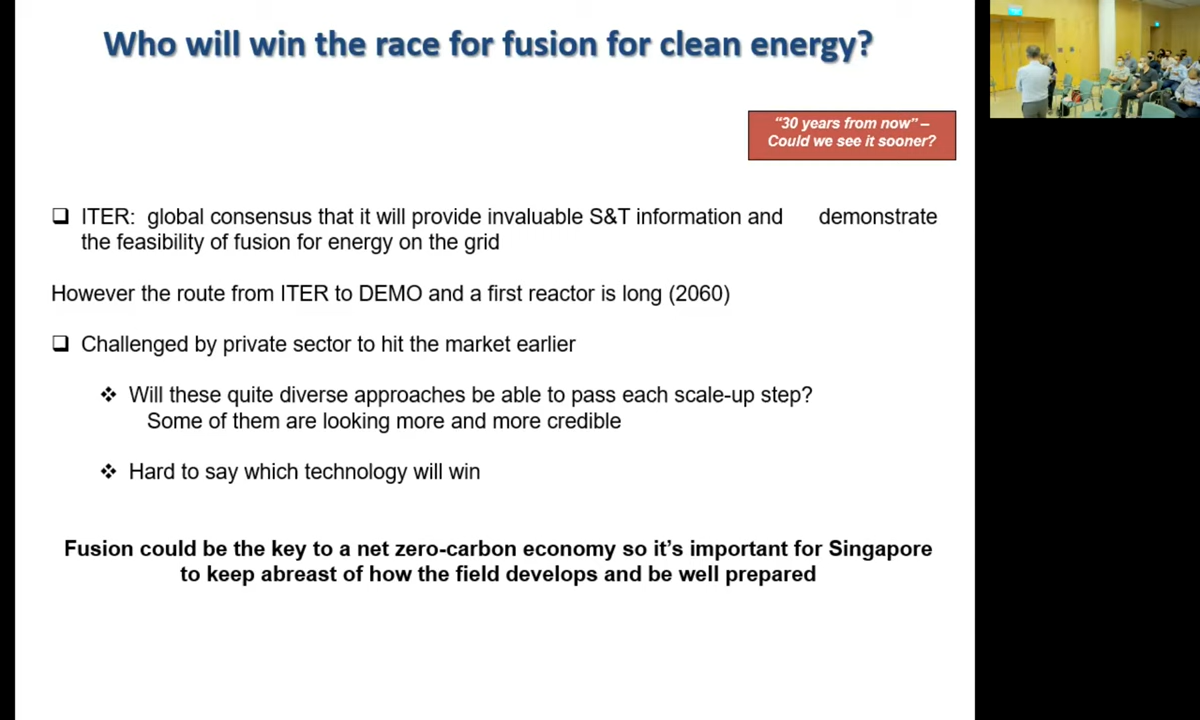 Who will win the race for fusion for clean energy?
“30 years from now” –
Could we see it sooner?
❑ ITER: global consensus that it will provide invaluable S&T information and demonstrate
the feasibility of fusion for energy on the grid
However the route from ITER to DEMO and a first reactor is long (2060)
❑ Challenged by private sector to hit the market earlier
❖ Will these quite diverse approaches be able to pass each scale-up step?
Some of them are looking more and more credible
❖ Hard to say which technology will win
Fusion could be the key to a net zero-carbon economy so it’s important for Singapore
to keep abreast of how the field develops and be well prepared